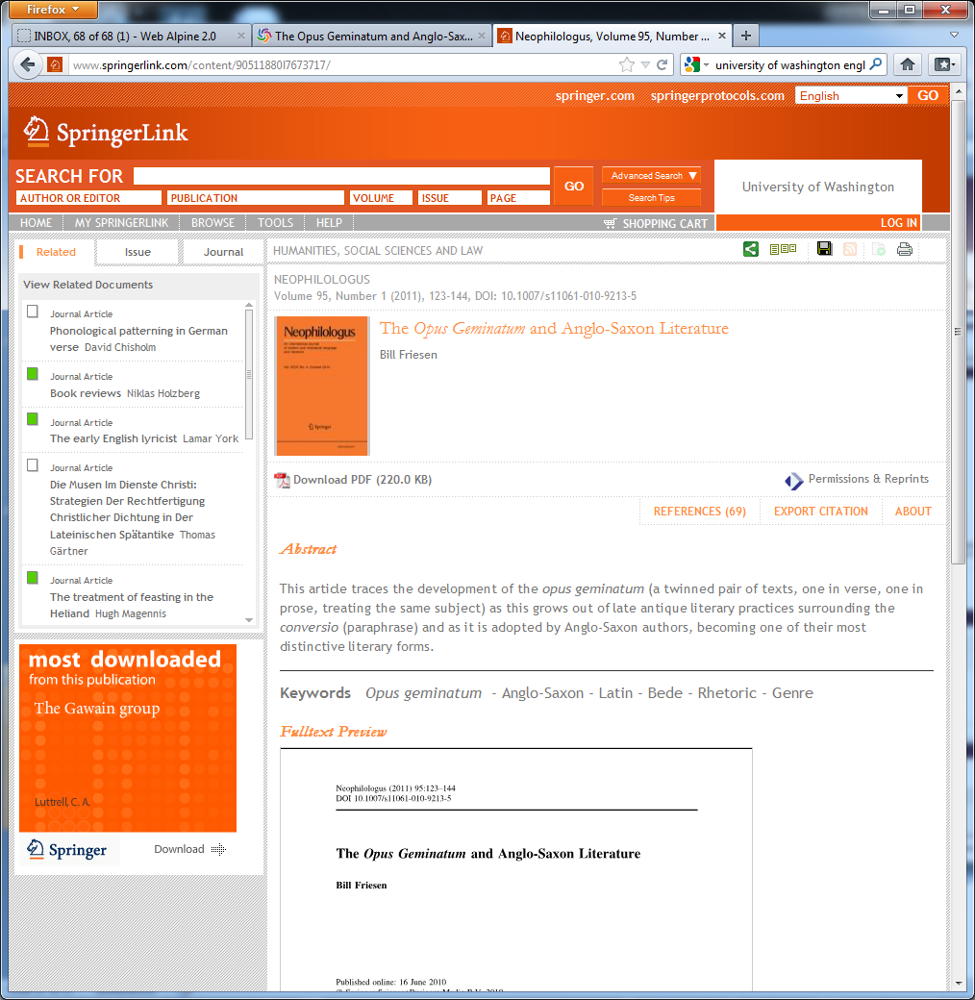 Firefox
INBOX, 68 of 68 (1) - Web Alpine 2.0
The Opus Geminatum and Anglo-Sax...
Neophilologus, Volume 95, Number ...
www.springerlink.com/content/90511880l7673717/
university of washington engl
springer.com springerprotocols.com English GO
SpringerLink
SEARCH FOR GO Advanced Search
AUTHOR OR EDITOR PUBLICATION VOLUME ISSUE PAGE Search Tips
University of Washington
HOME MY SPRINGERLINK BROWSE TOOLS HELP SHOPPING CART LOG IN
Related Issue Journal
View Related Documents
Journal Article
Phonological patterning in German
verse David Chisholm
Journal Article
Book reviews Niklas Holzberg
Journal Article
The early English lyricist Lamar York
Journal Article
Die Musen Im Dienste Christi:
Strategien Der Rechtfertigung
Christlicher Dichtung in Der
Lateinischen Spätantike Thomas
Gärtner
Journal Article
The treatment of feasting in the
Heliand Hugh Magennis
most downloaded
from this publication
The Gawain group
Luttrell, C. A.
Springer Download
HUMANITIES, SOCIAL SCIENCES AND LAW
NEOPHILOLOGUS
Volume 95, Number 1 (2011), 123-144, DOI: 10.1007/s11061-010-9213-5
Neophilologus
Springer
The Opus Geminatum and Anglo-Saxon Literature
Bill Friesen
Download PDF (220.0 KB) Permissions & Reprints
REFERENCES (69) EXPORT CITATION ABOUT
Abstract
This article traces the development of the opus geminatum (a twinned pair of texts, one in verse, one in
prose, treating the same subject) as this grows out of late antique literary practices surrounding the
conversio (paraphrase) and as it is adopted by Anglo-Saxon authors, becoming one of their most
distinctive literary forms.
Keywords Opus geminatum - Anglo-Saxon - Latin - Bede - Rhetoric - Genre
Fulltext Preview
Neophilologus (2011) 95:123–144
DOI 10.1007/s11061-010-9213-5
The Opus Geminatum and Anglo-Saxon Literature
Bill Friesen
Published online: 16 June 2010